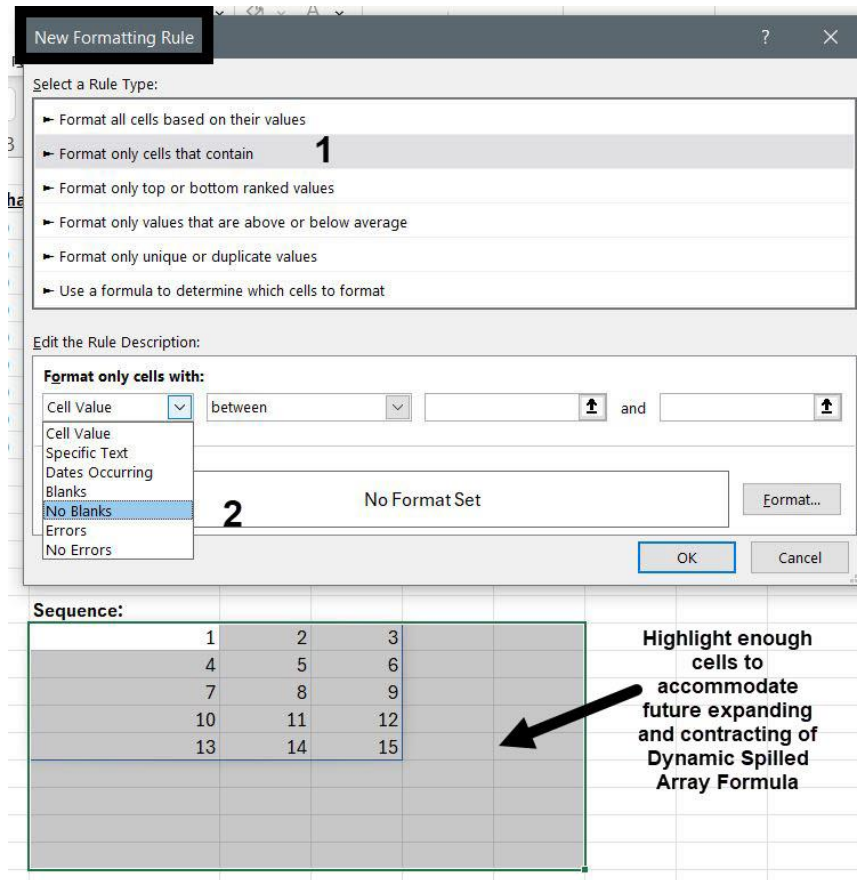 New Formatting Rule ? ×
Select a Rule Type:
► Format all cells based on their values
► Format only cells that contain 1
► Format only top or bottom ranked values
► Format only values that are above or below average
► Format only unique or duplicate values
► Use a formula to determine which cells to format
Edit the Rule Description:
Format only cells with:
Cell Value between and
Cell Value
Specific Text
Dates Occurring
Blanks
No Blanks
Errors
No Errors
2
No Format Set
Format...
OK Cancel
Sequence:
1 2 3
4 5 6
7 8 9
10 11 12
13 14 15
Highlight enough
cells to
accommodate
future expanding
and contracting of
Dynamic Spilled
Array Formula